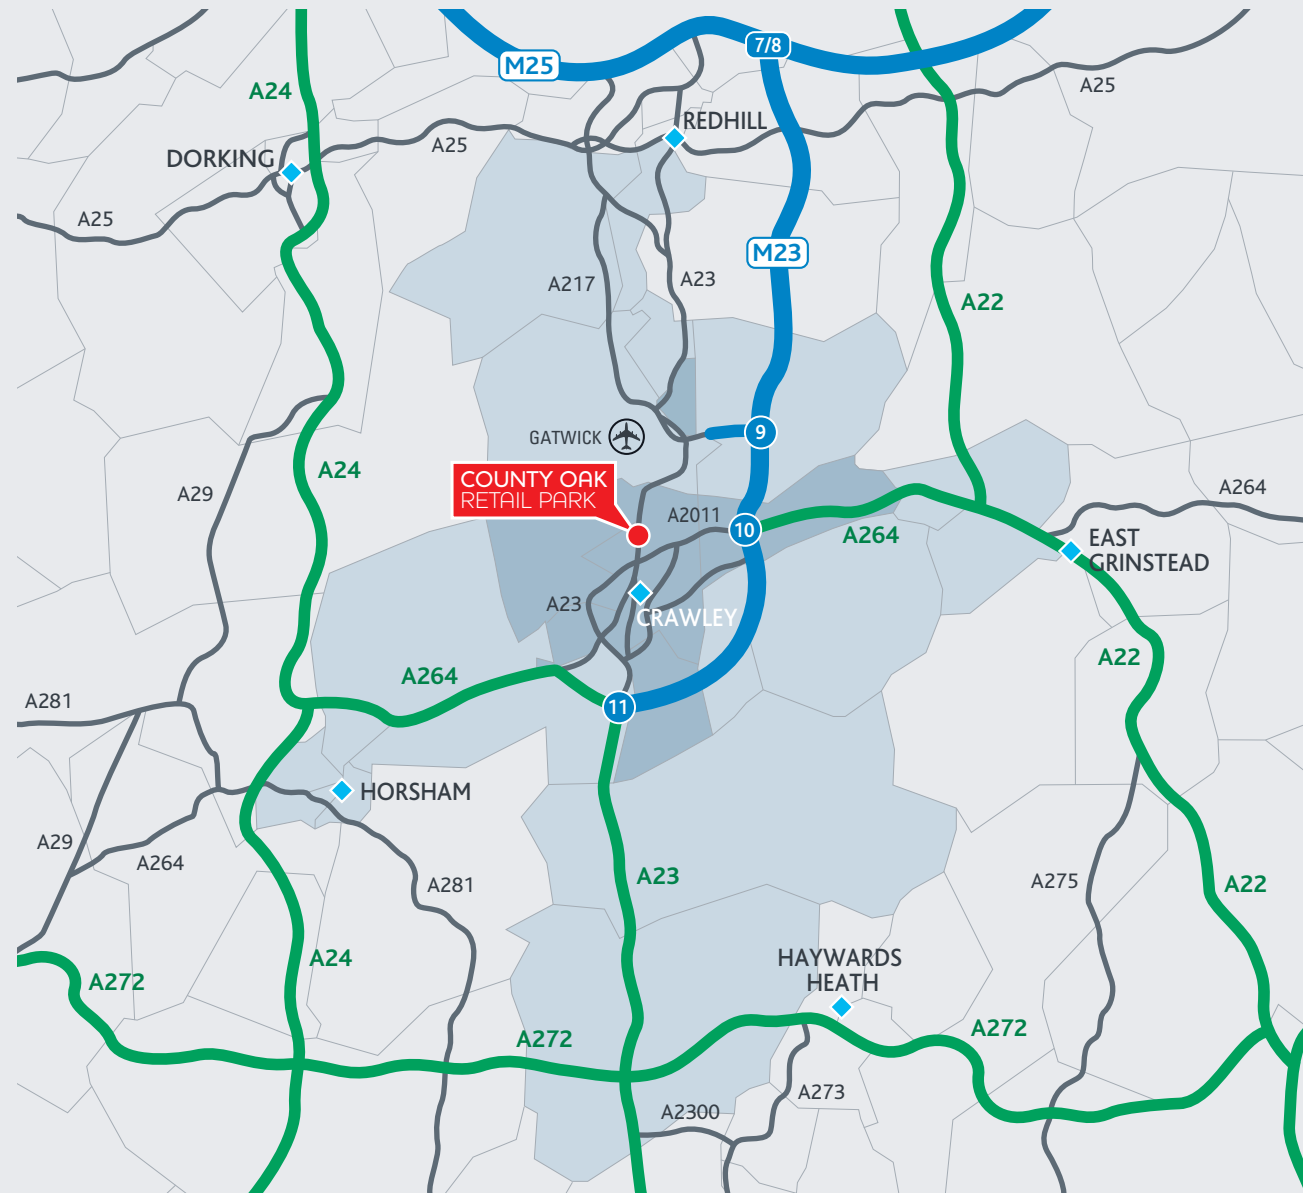 7/8
M25
A24
A25
REDHILL
DORKING
A25
A25
M23
A217
A23
A22
9
GATWICK
COUNTY OAK
RETAIL PARK
A24
A29
A264
A2011
10
A264
EAST
GRINSTEAD
A23
CRAWLEY
A22
A264
A281
11
HORSHAM
A29
A264
A23
A281
A275
A22
A24
HAYWARDS
HEATH
A272
A272
A272
A273
A2300